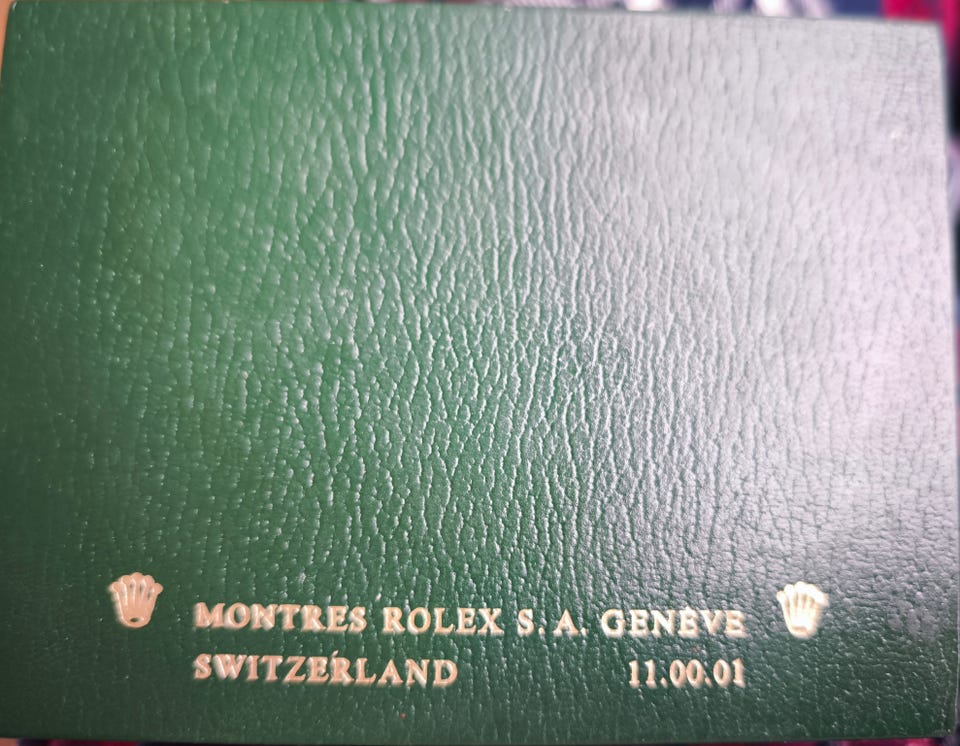 MONTRES ROLEX S. A. GENÈVE
SWITZERLAND 11.00.01